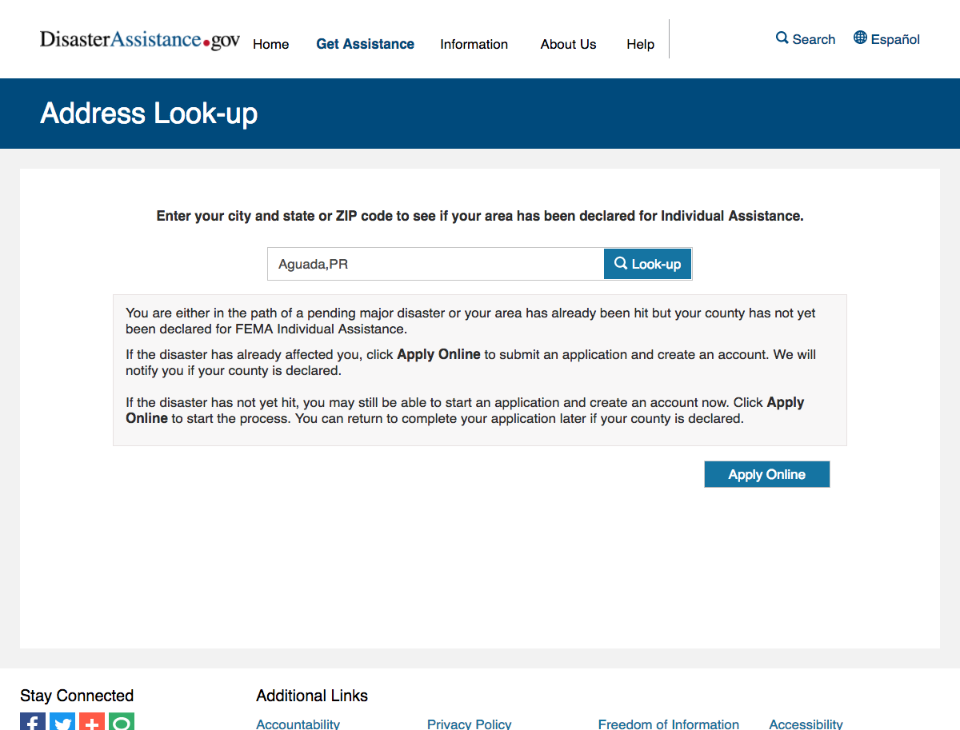 DisasterAssistance.gov Home Get Assistance Information About Us Help Search Español
Address Look-up
Enter your city and state or ZIP code to see if your area has been declared for Individual Assistance.
Aguada,PR Look-up
You are either in the path of a pending major disaster or your area has already been hit but your county has not yet
been declared for FEMA Individual Assistance.
If the disaster has already affected you, click Apply Online to submit an application and create an account. We will
notify you if your county is declared.
If the disaster has not yet hit, you may still be able to start an application and create an account now. Click Apply
Online to start the process. You can return to complete your application later if your county is declared.
Apply Online
Stay Connected Additional Links
Accountability Privacy Policy Freedom of Information Accessibility